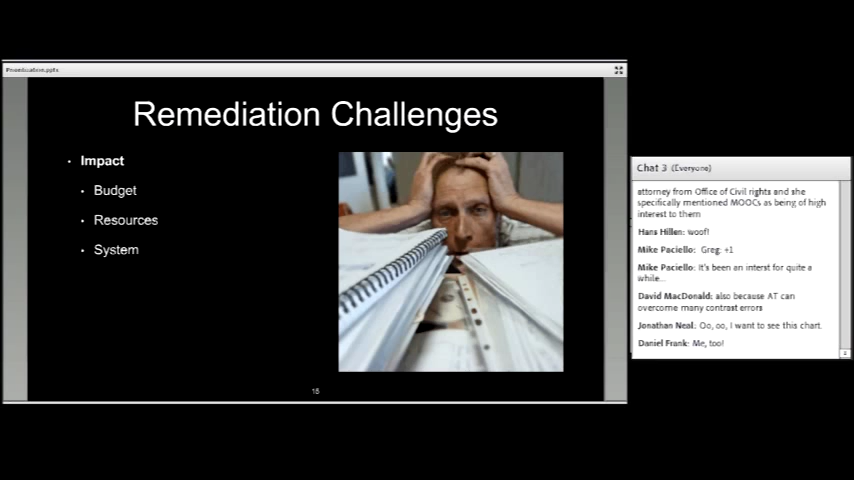 Remediation.ppts
Remediation Challenges
Impact
Budget
Resources
System
Chat 3 (Everyone)
attorney from Office of Civil rights and she
specifically mentioned MOOCs as being of high
interest to them
Hans Hillen: woof!
Mike Paciello: Greg: +1
Mike Paciello: It's been an interst for quite a
while...
David MacDonald: also because AT can
overcome many contrast errors
Jonathan Neal: Oo, oo, I want to see this chart.
Daniel Frank: Me, too!